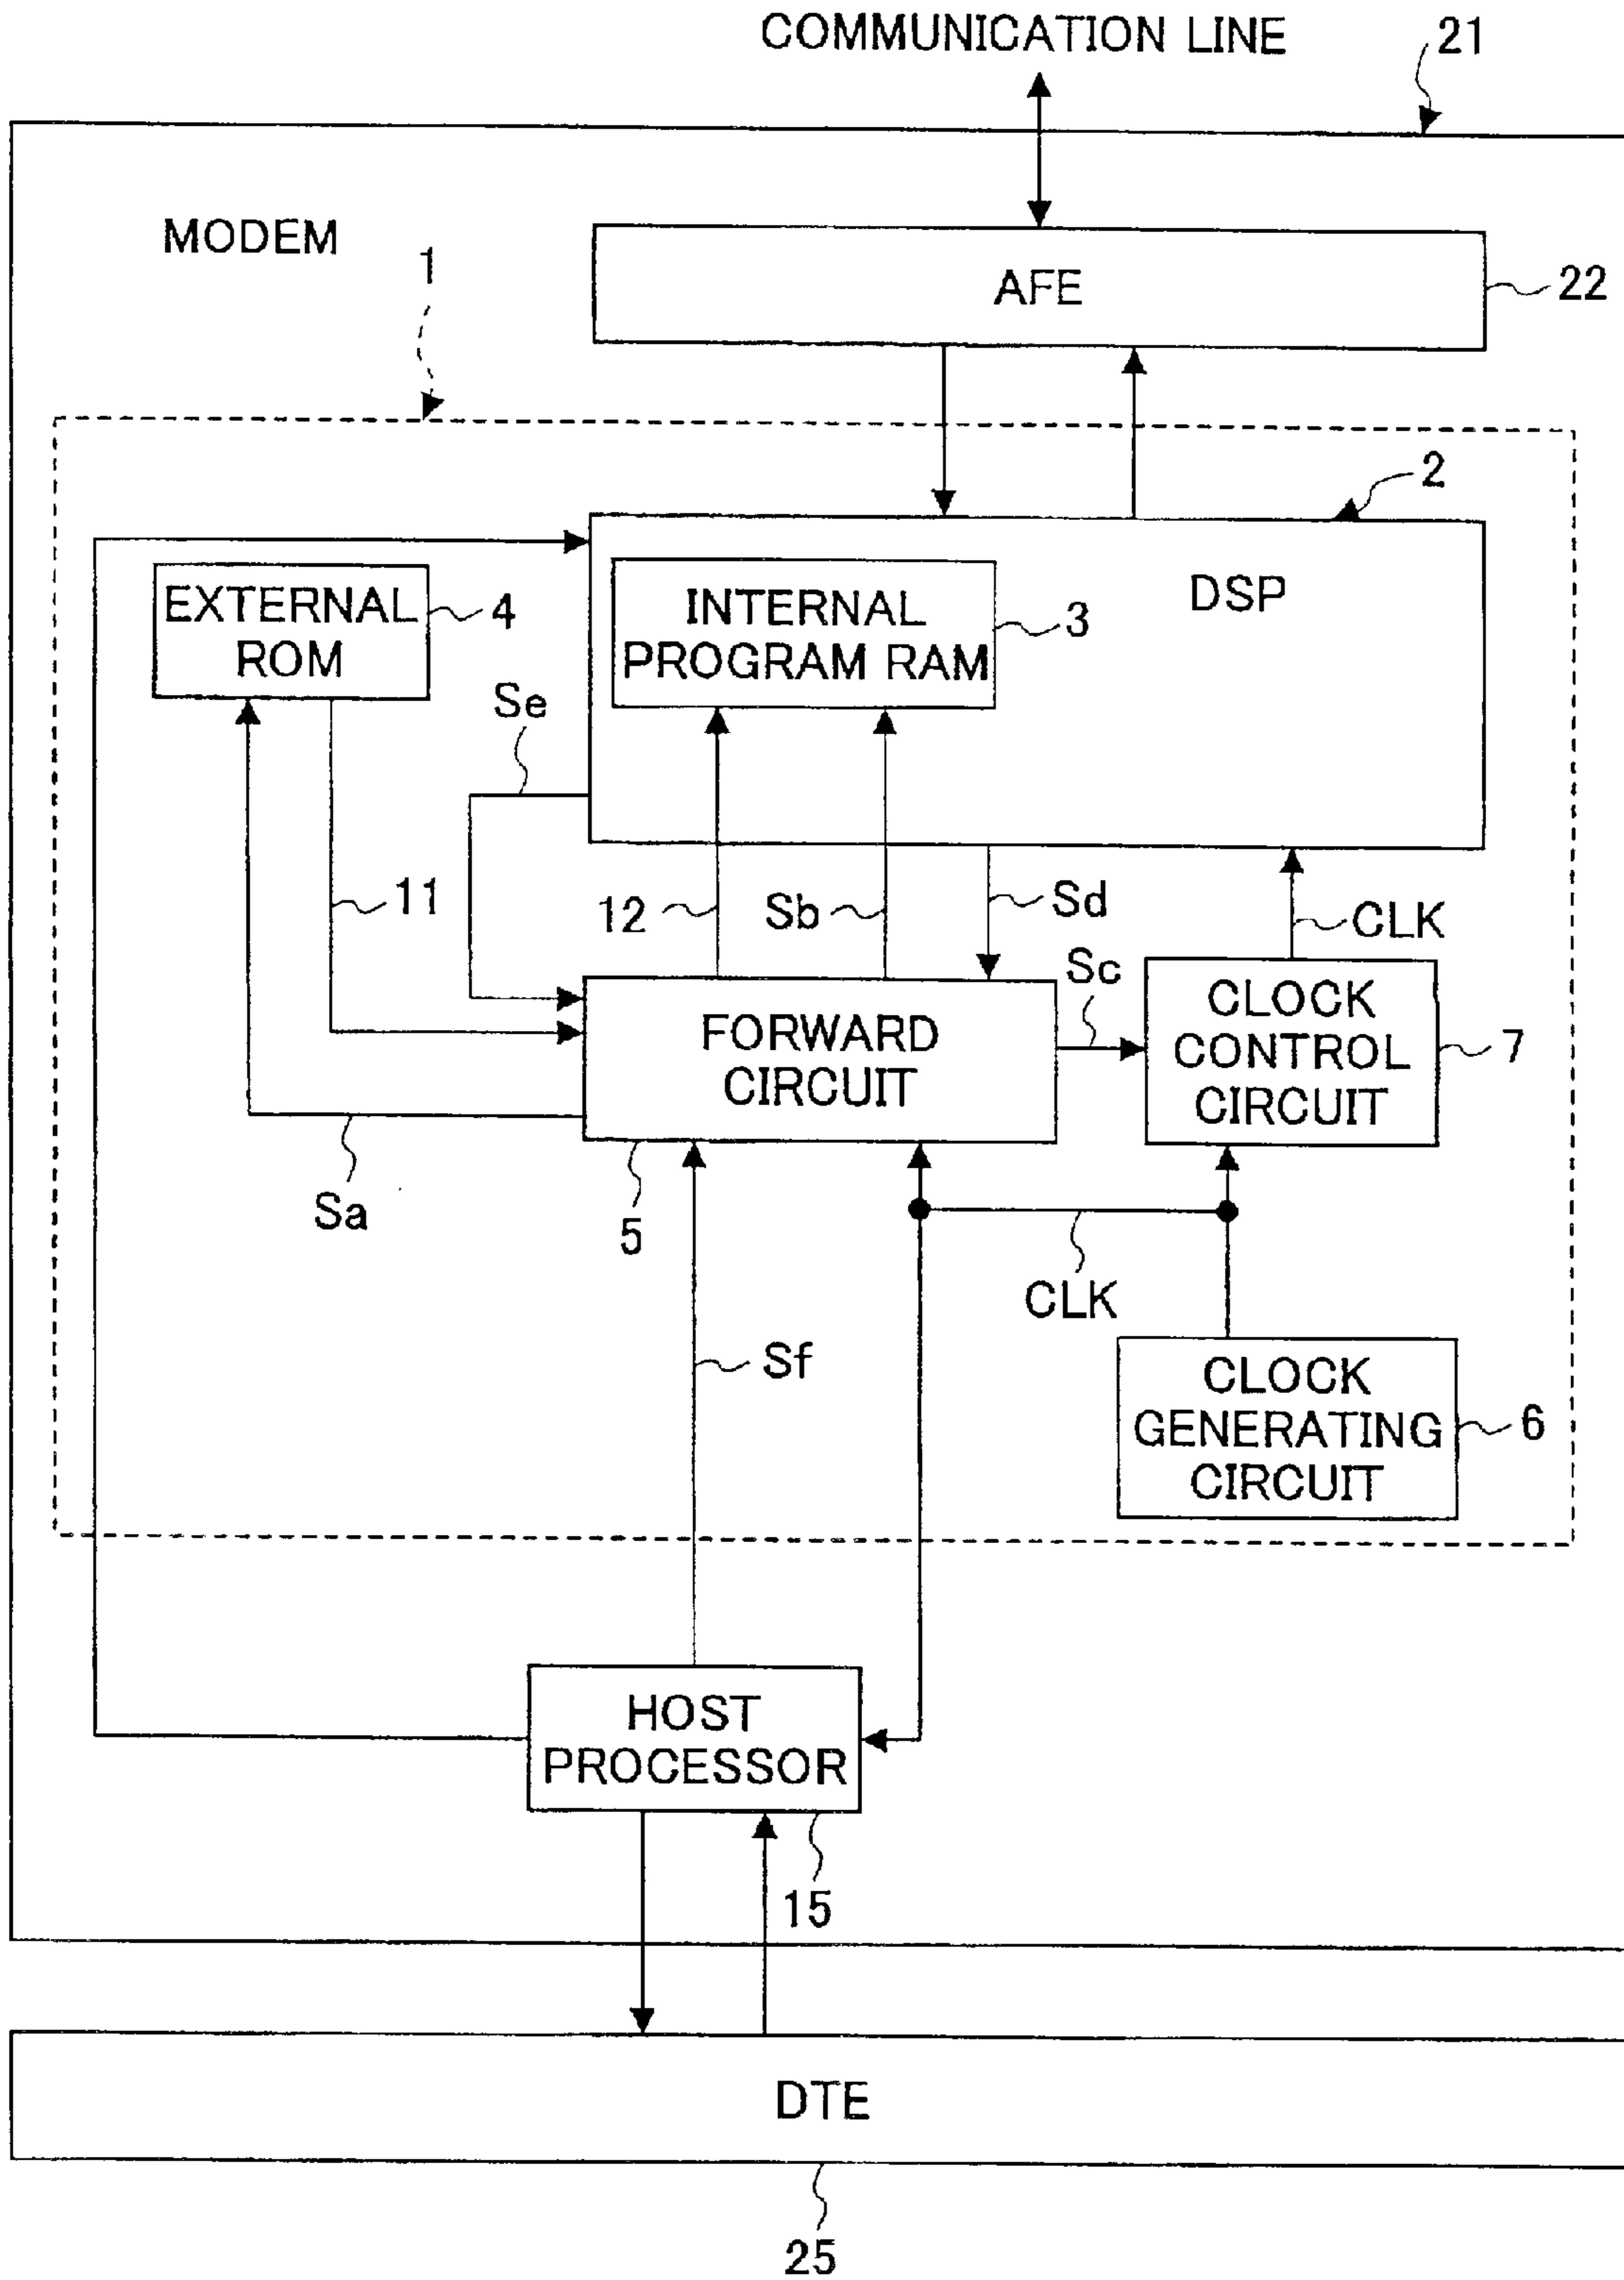 COMMUNICATION LINE
21
MODEM
1
AFE
22
2
DSP
EXTERNAL
ROM
4
INTERNAL
PROGRAM RAM
3
Se
11
12
Sb
Sd
CLK
Sc
FORWARD
CIRCUIT
CLOCK
CONTROL
CIRCUIT
7
Sa
5
CLK
Sf
CLOCK
GENERATING
CIRCUIT
6
HOST
PROCESSOR
15
DTE
25